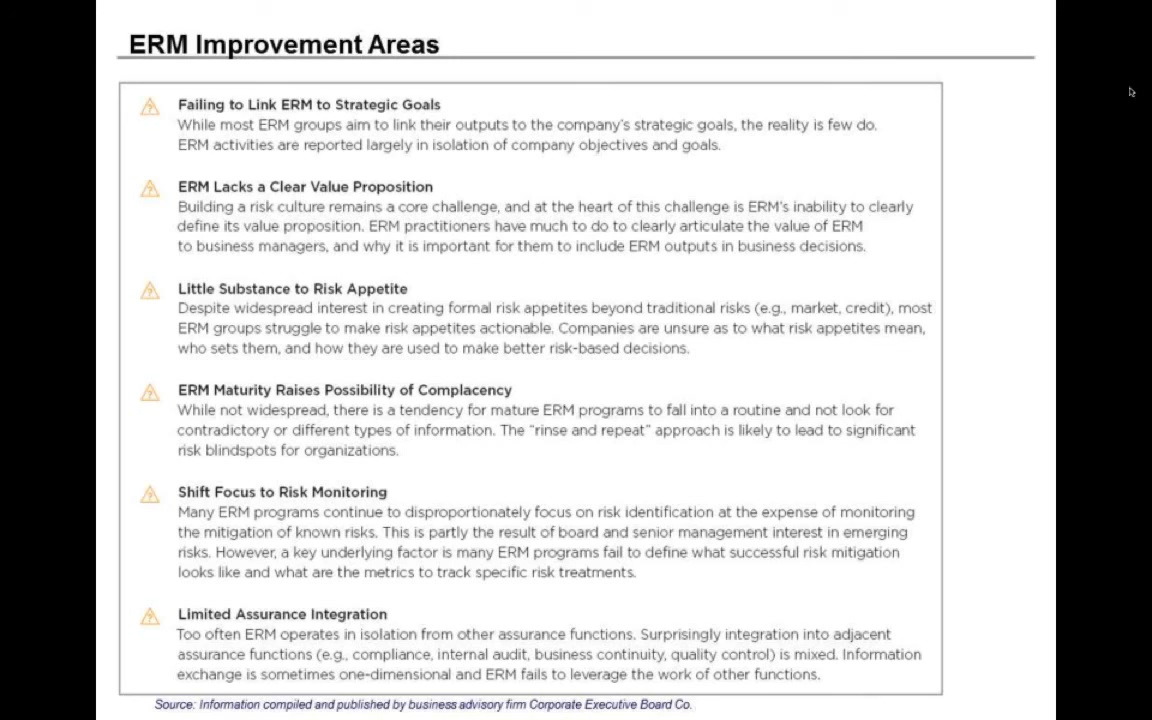 ERM Improvement Areas
Failing to Link ERM to Strategic Goals
While most ERM groups aim to link their outputs to the company's strategic goals, the reality is few do.
ERM activities are reported largely in isolation of company objectives and goals.
ERM Lacks a Clear Value Proposition
Building a risk culture remains a core challenge, and at the heart of this challenge is ERM's inability to clearly
define its value proposition. ERM practitioners have much to do to clearly articulate the value of ERM
to business managers, and why it is important for them to include ERM outputs in business decisions.
Little Substance to Risk Appetite
Despite widespread interest in creating formal risk appetites beyond traditional risks (e.g., market, credit), most
ERM groups struggle to make risk appetites actionable. Companies are unsure as to what risk appetites mean,
who sets them, and how they are used to make better risk-based decisions.
ERM Maturity Raises Possibility of Complacency
While not widespread, there is a tendency for mature ERM programs to fall into a routine and not look for
contradictory or different types of information. The “rinse and repeat” approach is likely to lead to significant
risk blindspots for organizations.
Shift Focus to Risk Monitoring
Many ERM programs continue to disproportionately focus on risk identification at the expense of monitoring
the mitigation of known risks. This is partly the result of board and senior management interest in emerging
risks. However, a key underlying factor is many ERM programs fail to define what successful risk mitigation
looks like and what are the metrics to track specific risk treatments.
Limited Assurance Integration
Too often ERM operates in isolation from other assurance functions. Surprisingly integration into adjacent
assurance functions (e.g., compliance, internal audit, business continuity, quality control) is mixed. Information
exchange is sometimes one-dimensional and ERM fails to leverage the work of other functions.
Source: Information compiled and published by business advisory firm Corporate Executive Board Co.